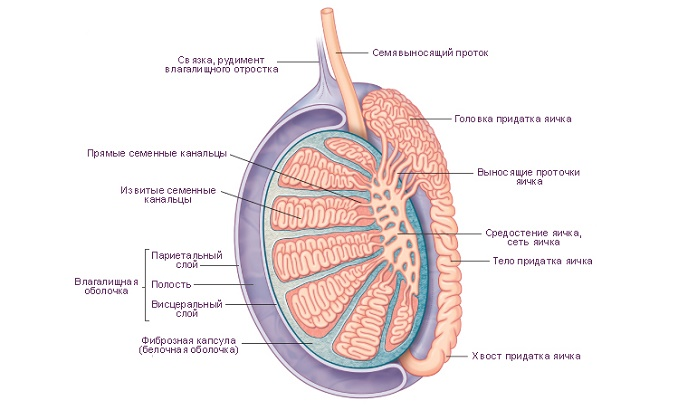 Связка, рудимент
влагалищного отростка
Семявыносящий проток
Головка придатка яичка
Прямые семенные канальцы
Выносящие проточки
яичка
Извитые семенные
канальцы
Средостение яичка,
сеть яичка
Тело придатка яичка
Влагалищная
оболочка
Париетальный
слой
Полость
Висцеральный
слой
Фиброзная капсула
(белочная оболочка)
Хвост придатка яичка